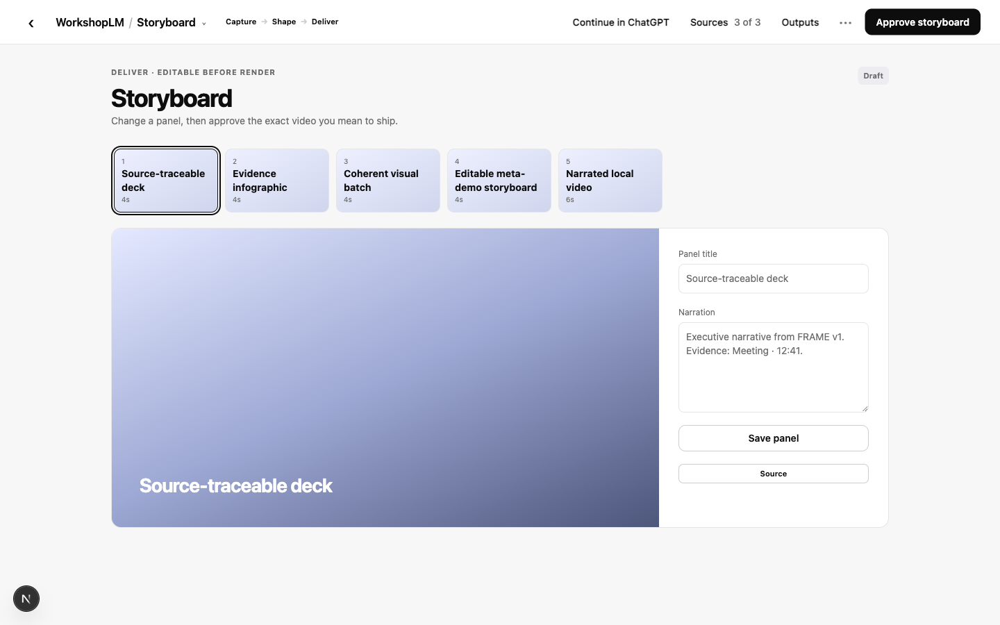 WorkshopLM / Storyboard
Capture → Shape → Deliver
Continue in ChatGPT
Sources 3 of 3
Outputs
Approve storyboard
DELIVER · EDITABLE BEFORE RENDER
Draft
Storyboard
Change a panel, then approve the exact video you mean to ship.
1
Source-traceable
deck
4s
2
Evidence
infographic
4s
3
Coherent visual
batch
4s
4
Editable meta-
demo storyboard
4s
5
Narrated local
video
6s
Source-traceable deck
Panel title
Source-traceable deck
Narration
Executive narrative from FRAME v1.
Evidence: Meeting · 12:41.
Save panel
Source
N